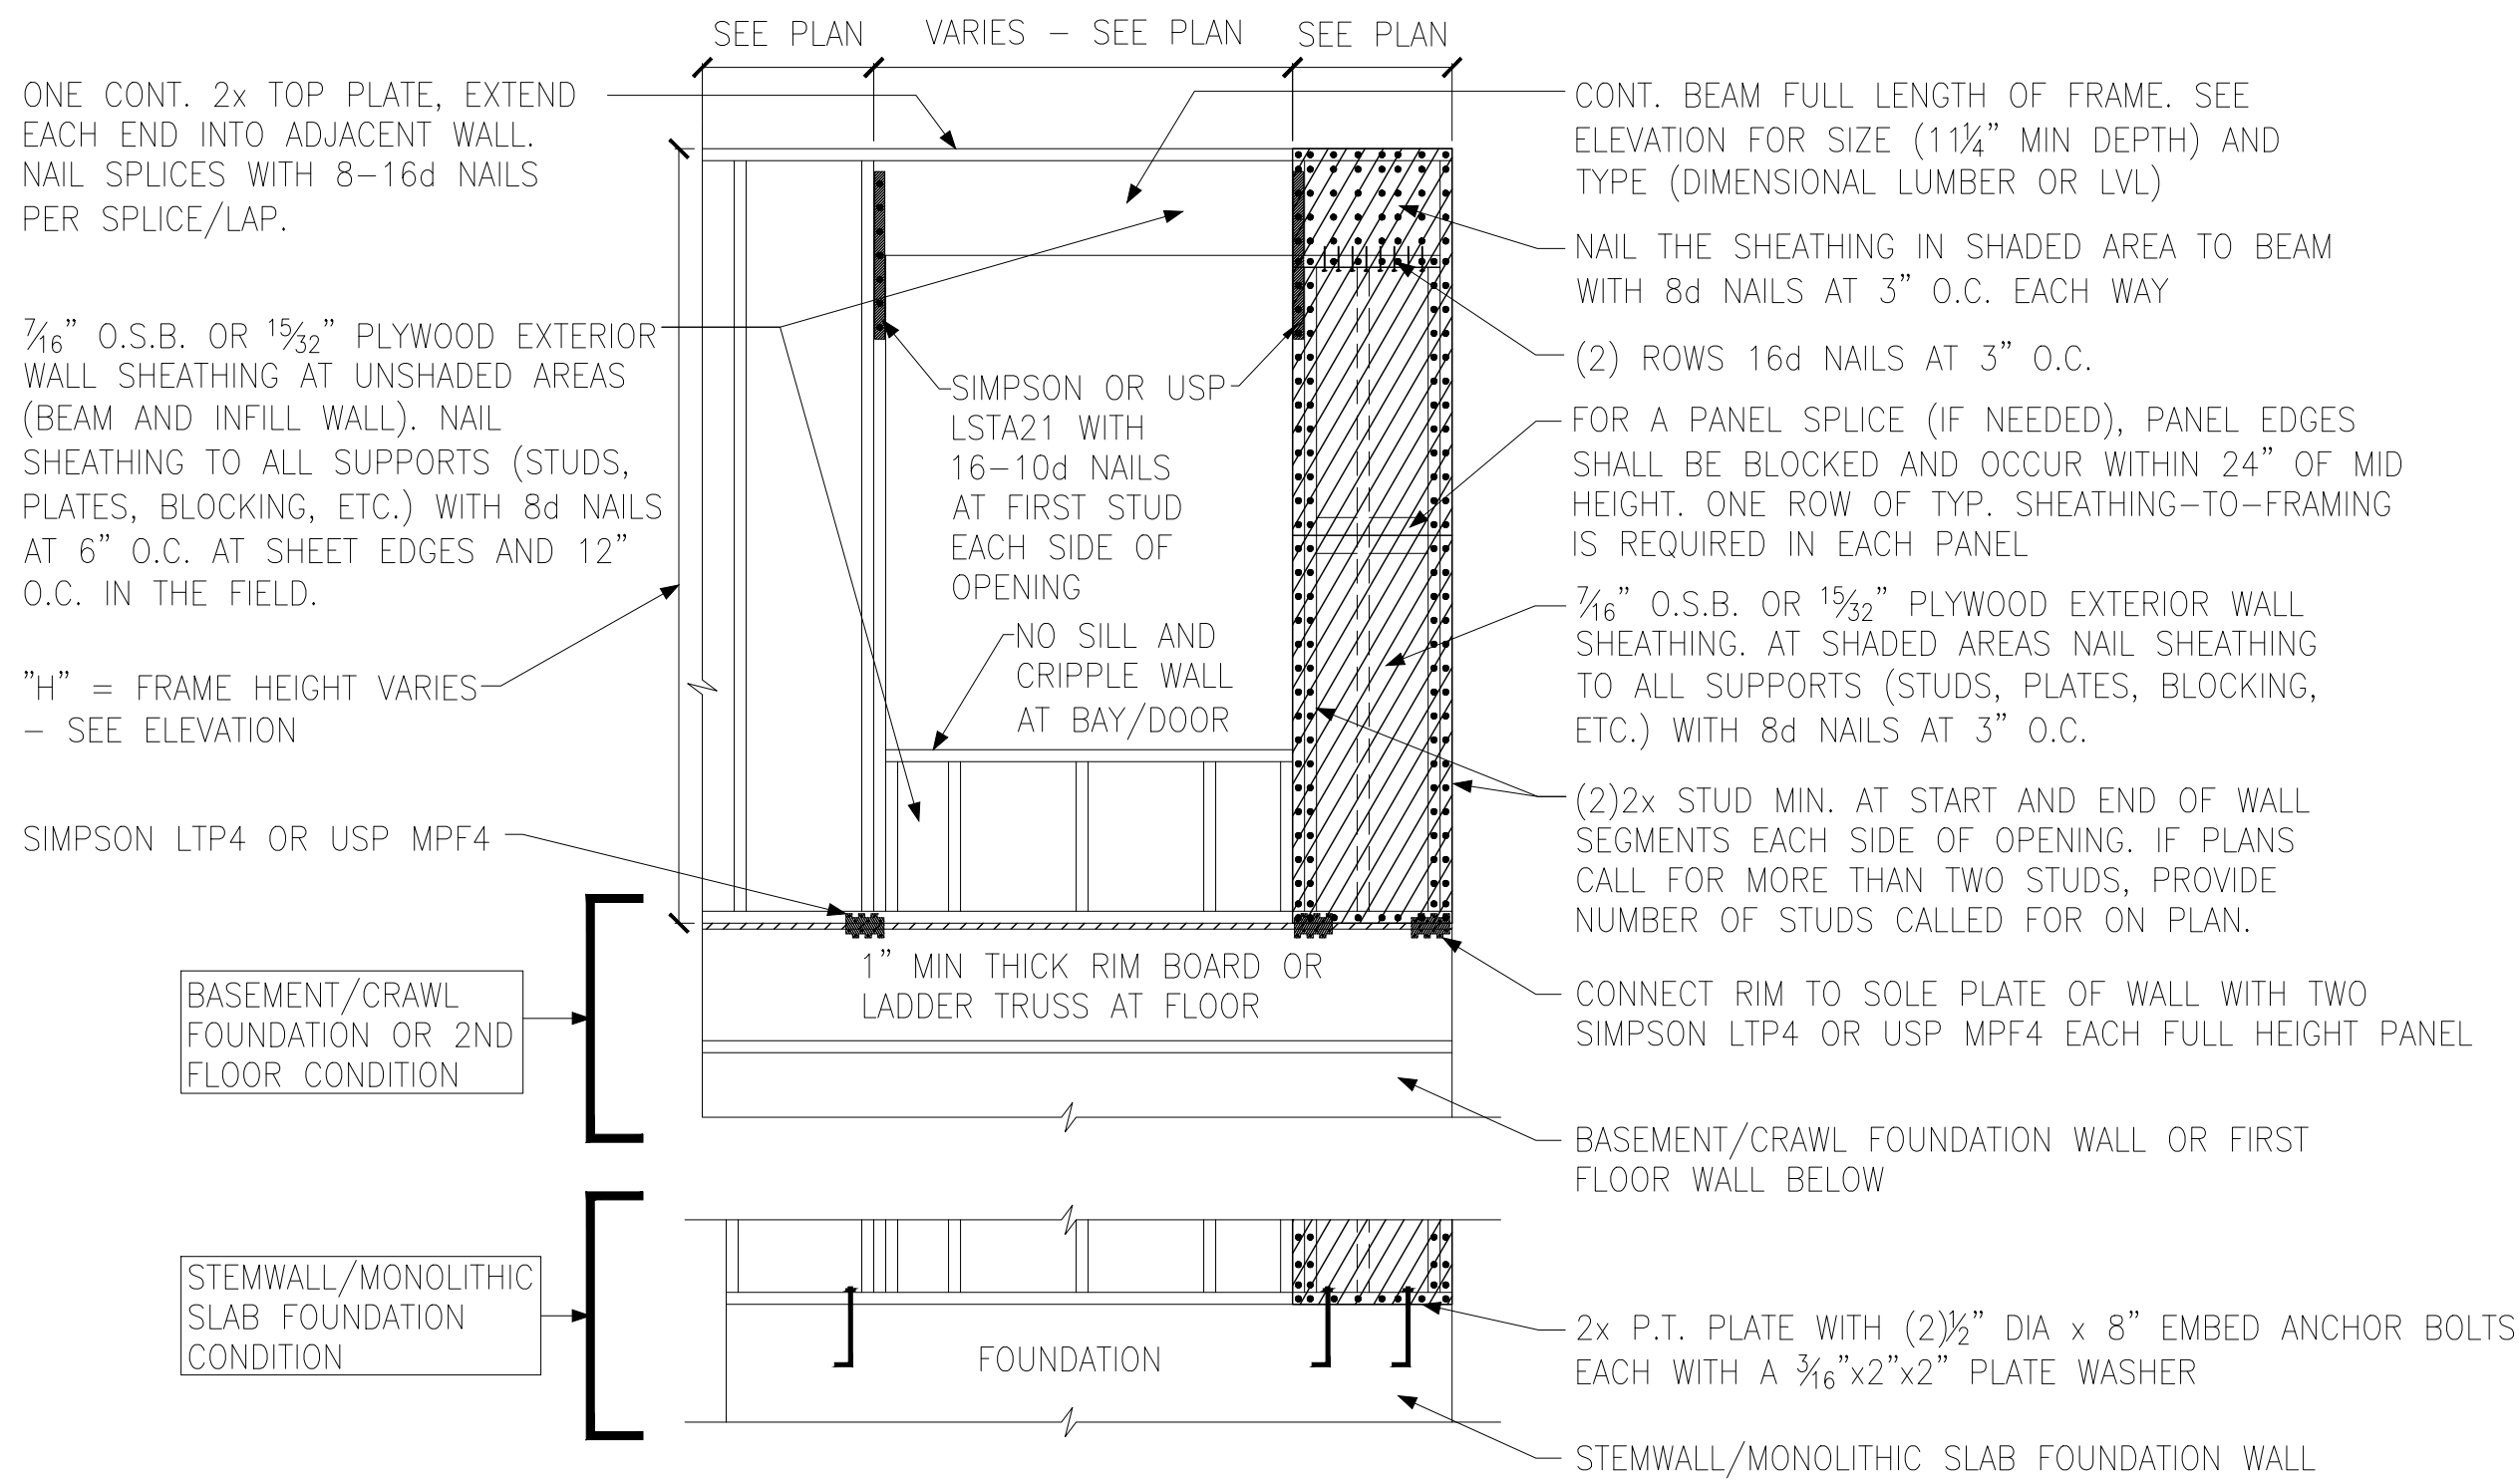 SEE PLAN
VARIES - SEE PLAN
SEE PLAN
ONE CONT. 2x TOP PLATE, EXTEND
EACH END INTO ADJACENT WALL.
NAIL SPLICES WITH 8-16d NAILS
PER SPLICE/LAP.
7/16" O.S.B. OR 15/32" PLYWOOD EXTERIOR
WALL SHEATHING AT UNSHADED AREAS
(BEAM AND INFILL WALL). NAIL
SHEATHING TO ALL SUPPORTS (STUDS,
PLATES, BLOCKING, ETC.) WITH 8d NAILS
AT 6" O.C. AT SHEET EDGES AND 12"
O.C. IN THE FIELD.
"H" = FRAME HEIGHT VARIES
- SEE ELEVATION
SIMPSON LTP4 OR USP MPF4
BASEMENT/CRAWL
FOUNDATION OR 2ND
FLOOR CONDITION
STEMWALL/MONOLITHIC
SLAB FOUNDATION
CONDITION
SIMPSON OR USP
LSTA21 WITH
16-10d NAILS
AT FIRST STUD
EACH SIDE OF
OPENING
NO SILL AND
CRIPPLE WALL
AT BAY/DOOR
1" MIN THICK RIM BOARD OR
LADDER TRUSS AT FLOOR
FOUNDATION
CONT. BEAM FULL LENGTH OF FRAME. SEE
ELEVATION FOR SIZE (11¼" MIN DEPTH) AND
TYPE (DIMENSIONAL LUMBER OR LVL)
NAIL THE SHEATHING IN SHADED AREA TO BEAM
WITH 8d NAILS AT 3" O.C. EACH WAY
(2) ROWS 16d NAILS AT 3" O.C.
FOR A PANEL SPLICE (IF NEEDED), PANEL EDGES
SHALL BE BLOCKED AND OCCUR WITHIN 24" OF MID
HEIGHT. ONE ROW OF TYP. SHEATHING-TO-FRAMING
IS REQUIRED IN EACH PANEL
7/16" O.S.B. OR 15/32" PLYWOOD EXTERIOR WALL
SHEATHING. AT SHADED AREAS NAIL SHEATHING
TO ALL SUPPORTS (STUDS, PLATES, BLOCKING,
ETC.) WITH 8d NAILS AT 3" O.C.
(2)2x STUD MIN. AT START AND END OF WALL
SEGMENTS EACH SIDE OF OPENING. IF PLANS
CALL FOR MORE THAN TWO STUDS, PROVIDE
NUMBER OF STUDS CALLED FOR ON PLAN.
CONNECT RIM TO SOLE PLATE OF WALL WITH TWO
SIMPSON LTP4 OR USP MPF4 EACH FULL HEIGHT PANEL
BASEMENT/CRAWL FOUNDATION WALL OR FIRST
FLOOR WALL BELOW
2x P.T. PLATE WITH (2)½" DIA x 8" EMBED ANCHOR BOLTS
EACH WITH A 3/16"x2"x2" PLATE WASHER
STEMWALL/MONOLITHIC SLAB FOUNDATION WALL